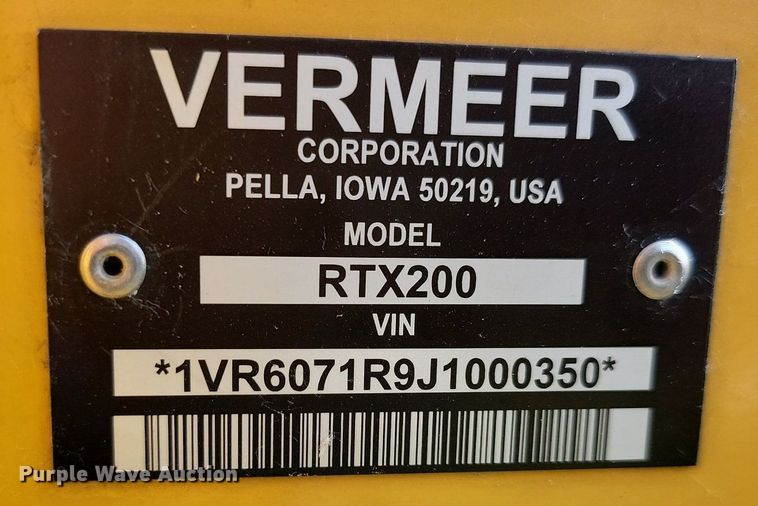 VERMEER
CORPORATION
PELLA, IOWA 50219, USA
MODEL
RTX200
VIN
*1VR6071R9J1000350*
Purple Wave Auction